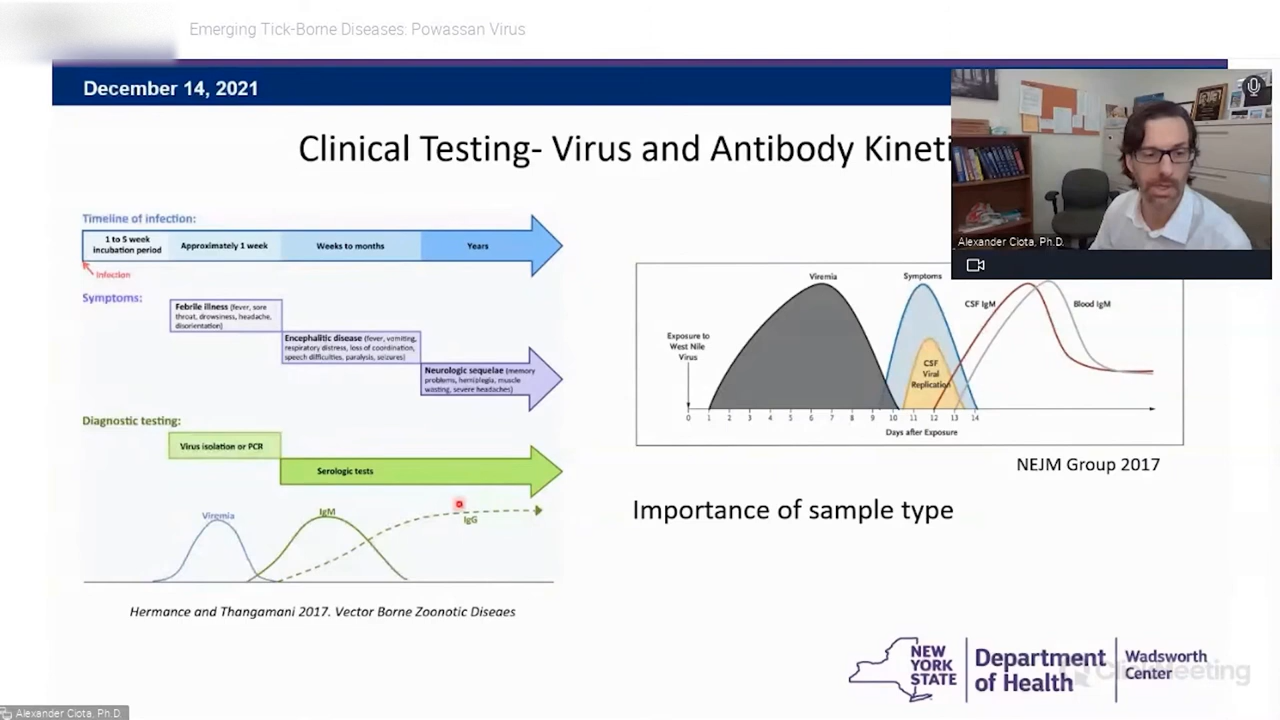 Emerging Tick-Borne Diseases: Powassan Virus
December 14, 2021
Clinical Testing- Virus and Antibody Kineti
Alexander Ciota, Ph.D.
Timeline of infection:
1 to 5 week
incubation period
Approximately 1 week
Weeks to months
Years
Infection
Symptoms:
Febrile illness (fever, sore
throat, drowsiness, headache,
disorientation)
Encephalitic disease (fever, vomiting,
respiratory distress, loss of coordination,
speech difficulties, paralysis, seizures)
Neurologic sequelae (memory
problems, hemiplegia, muscle
wasting, severe headaches)
Diagnostic testing:
Virus isolation or PCR
Serologic tests
Viremia
IgM
IgG
Hermance and Thangamani 2017. Vector Borne Zoonotic Diseaes
Viremia
Symptoms
CSF IgM
Blood IgM
Exposure to
West Nile
Virus
CSF
Viral
Replication
0 1 2 3 4 5 6 7 8 9 10 11 12 13 14
Days after Exposure
NEJM Group 2017
Importance of sample type
NEW
YORK
STATE
Department
of Health
Wadsworth
Center
ClickMeeting
Alexander Ciota, Ph.D.